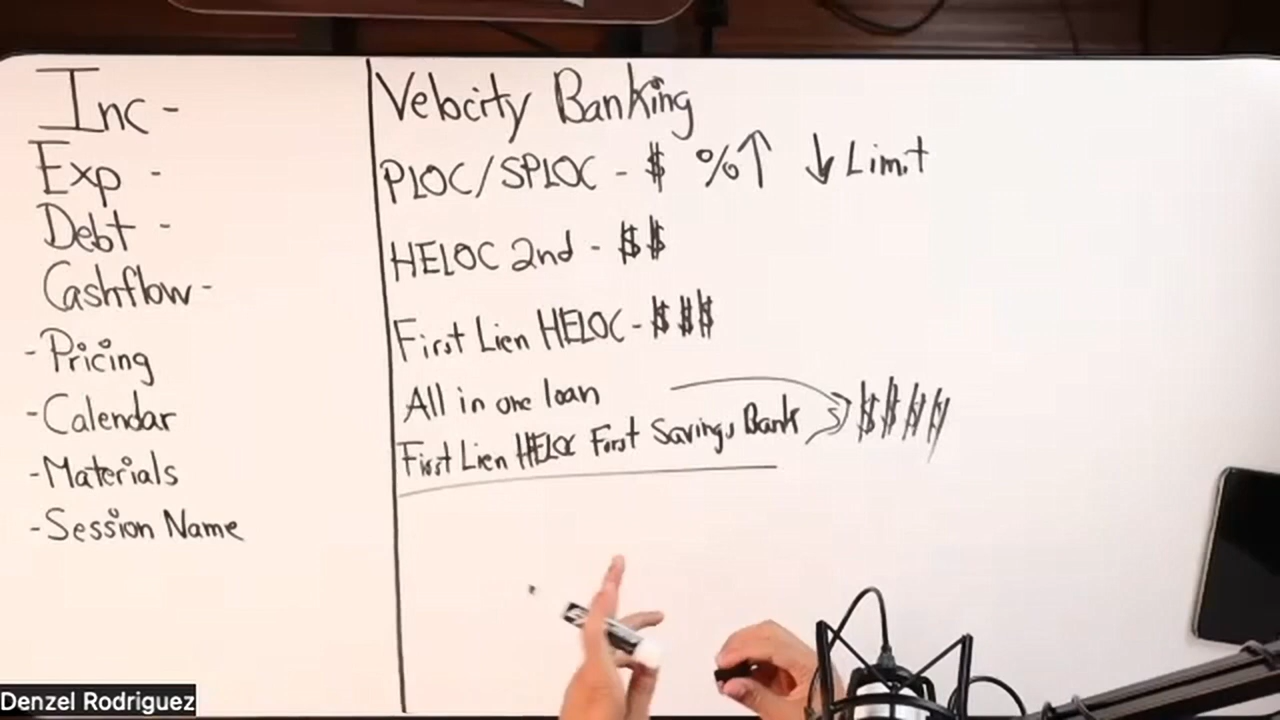 Inc -
Exp -
Debt -
Cashflow -
- Pricing
- Calendar
- Materials
- Session Name
Velocity Banking
PLOC/SPLOC - $ %↑ ↓ Limit
HELOC 2nd - $$
First Lien HELOC - $$$
All in one loan
First Lien HELOC First Savings Bank $$$$
Denzel Rodriguez